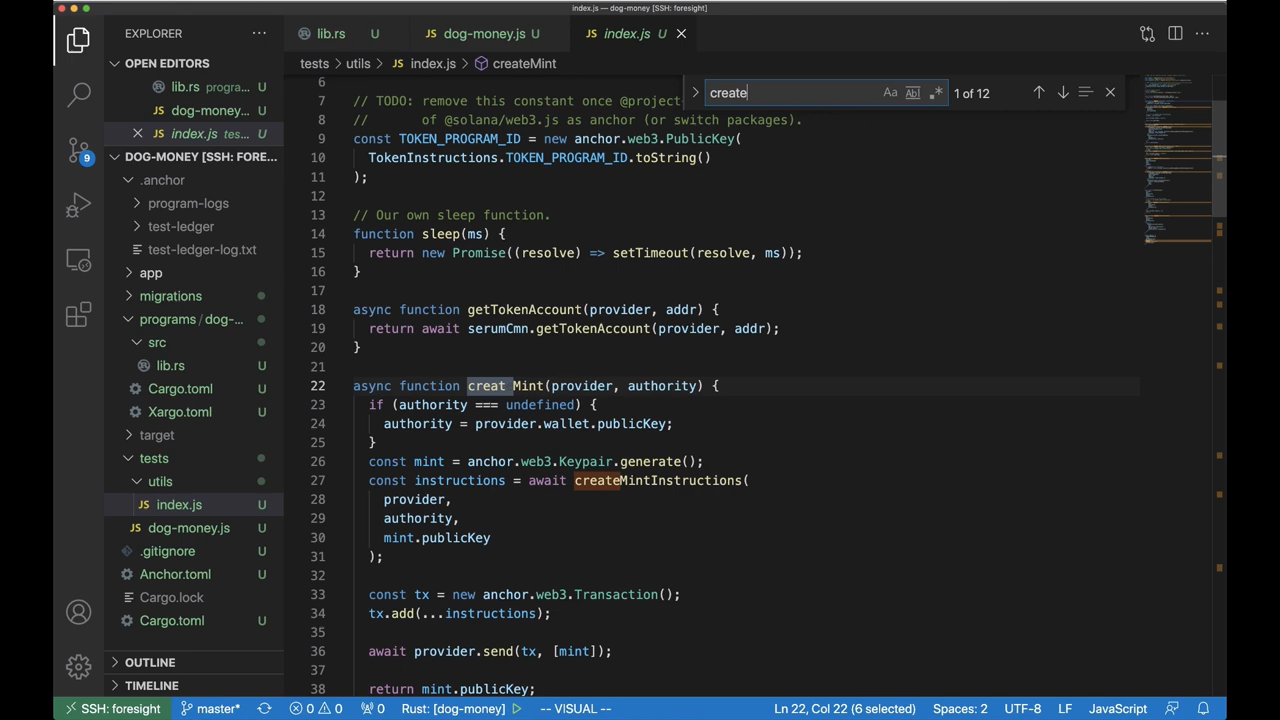 index.js — dog-money [SSH: foresight]
EXPLORER
OPEN EDITORS
lib.rs progra...
dog-money...
index.js tes... U
DOG-MONEY [SSH: FORE...
.anchor
program-logs
test-ledger
test-ledger-log.txt
app
migrations
programs / dog-...
src
lib.rs U
Cargo.toml U
Xargo.toml U
target
tests
utils
index.js U
dog-money.js U
.gitignore U
Anchor.toml U
Cargo.lock
Cargo.toml U
OUTLINE
TIMELINE
9
lib.rs U
JS dog-money.js U
JS index.js U
tests > utils > JS index.js > createMint
create
Aa ab .*
1 of 12
6
7 // TODO: remove this constant once @project-
8 // of @solana/web3.js as anchor (or switch packages).
9 const TOKEN_PROGRAM_ID = new anchor.web3.PublicKey(
10 TokenInstructions.TOKEN_PROGRAM_ID.toString()
11 );
12
13 // Our own sleep function.
14 function sleep(ms) {
15 return new Promise((resolve) => setTimeout(resolve, ms));
16 }
17
18 async function getTokenAccount(provider, addr) {
19 return await serumCmn.getTokenAccount(provider, addr);
20 }
21
22 async function creat Mint(provider, authority) {
23 if (authority === undefined) {
24 authority = provider.wallet.publicKey;
25 }
26 const mint = anchor.web3.Keypair.generate();
27 const instructions = await createMintInstructions(
28 provider,
29 authority,
30 mint.publicKey
31 );
32
33 const tx = new anchor.web3.Transaction();
34 tx.add(...instructions);
35
36 await provider.send(tx, [mint]);
37
38 return mint.publicKey;
SSH: foresight master* 0 0 0 Rust: [dog-money] -- VISUAL -- Ln 22, Col 22 (6 selected) Spaces: 2 UTF-8 LF JavaScript